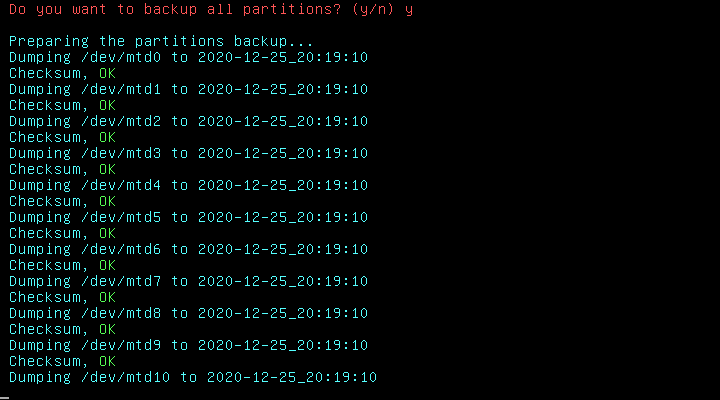 Do you want to backup all partitions? (y/n) y
Preparing the partitions backup...
Dumping /dev/mtd0 to 2020-12-25_20:19:10
Checksum, OK
Dumping /dev/mtd1 to 2020-12-25_20:19:10
Checksum, OK
Dumping /dev/mtd2 to 2020-12-25_20:19:10
Checksum, OK
Dumping /dev/mtd3 to 2020-12-25_20:19:10
Checksum, OK
Dumping /dev/mtd4 to 2020-12-25_20:19:10
Checksum, OK
Dumping /dev/mtd5 to 2020-12-25_20:19:10
Checksum, OK
Dumping /dev/mtd6 to 2020-12-25_20:19:10
Checksum, OK
Dumping /dev/mtd7 to 2020-12-25_20:19:10
Checksum, OK
Dumping /dev/mtd8 to 2020-12-25_20:19:10
Checksum, OK
Dumping /dev/mtd9 to 2020-12-25_20:19:10
Checksum, OK
Dumping /dev/mtd10 to 2020-12-25_20:19:10